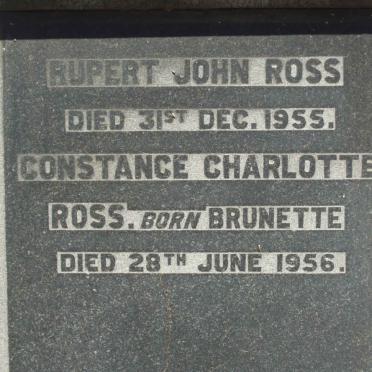 RUPERT JOHN ROSS
DIED 31ST DEC. 1955.
CONSTANCE CHARLOTTE
ROSS. BORN BRUNETTE
DIED 28TH JUNE 1956.